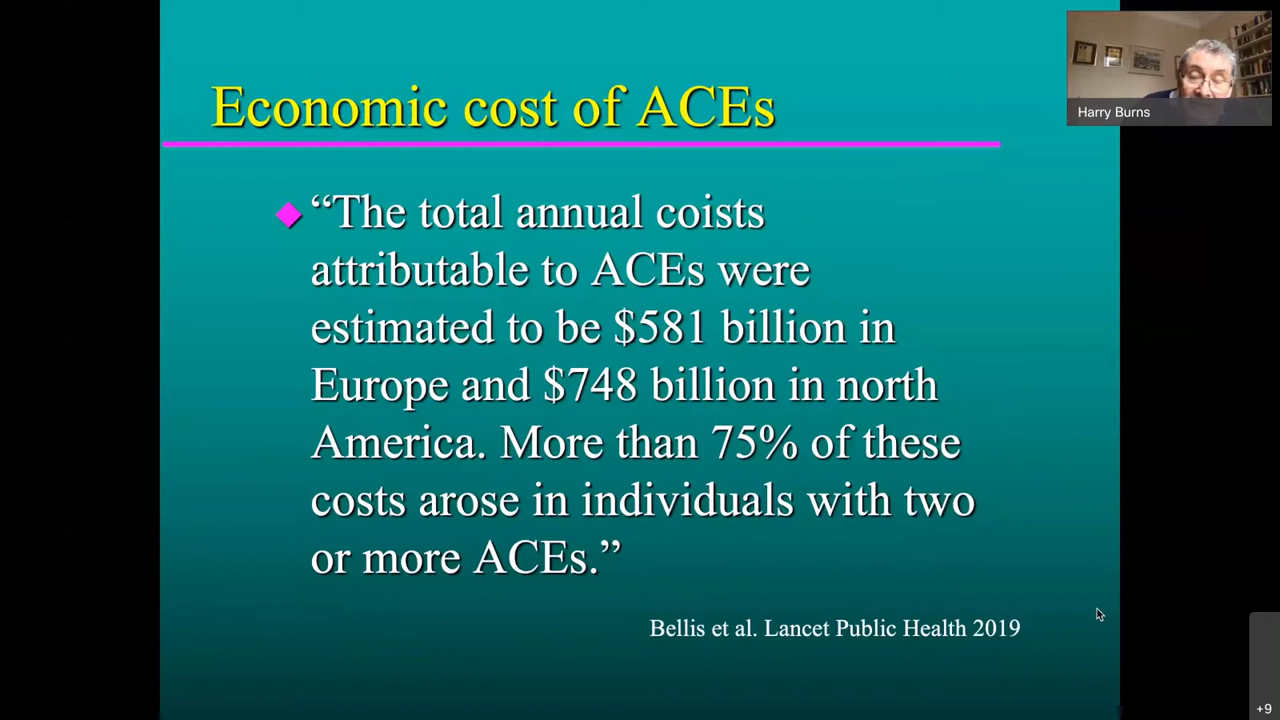 Economic cost of ACEs
Harry Burns
“The total annual coists
attributable to ACEs were
estimated to be $581 billion in
Europe and $748 billion in north
America. More than 75% of these
costs arose in individuals with two
or more ACEs.”
Bellis et al. Lancet Public Health 2019
+9